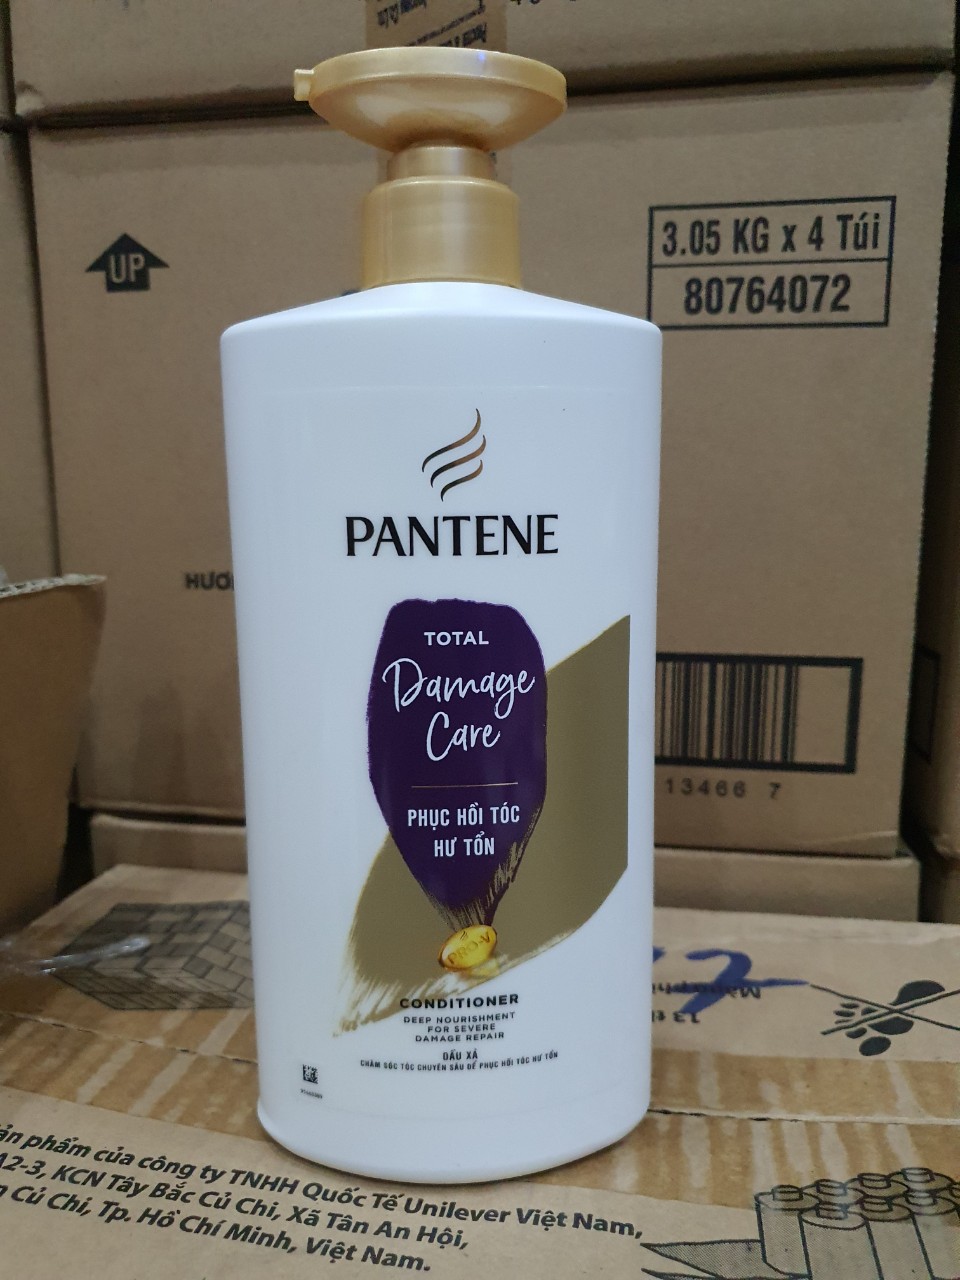 UP
3.05 KG x 4 Túi
80764072
PANTENE
TOTAL
Damage
Care
PHỤC HỒI TÓC
HƯ TỔN
PRO-V
CONDITIONER
DEEP NOURISHMENT
FOR SEVERE
DAMAGE REPAIR
DẦU XẢ
CHĂM SÓC TÓC CHUYÊN SÂU ĐỂ PHỤC HỒI TÓC HƯ TỔN
13466 7
phẩm của công ty TNHH Quốc Tế Unilever Việt Nam,
A2-3, KCN Tây Bắc Củ Chi, Xã Tân An Hội,
Củ Chi, Tp. Hồ Chí Minh, Việt Nam.